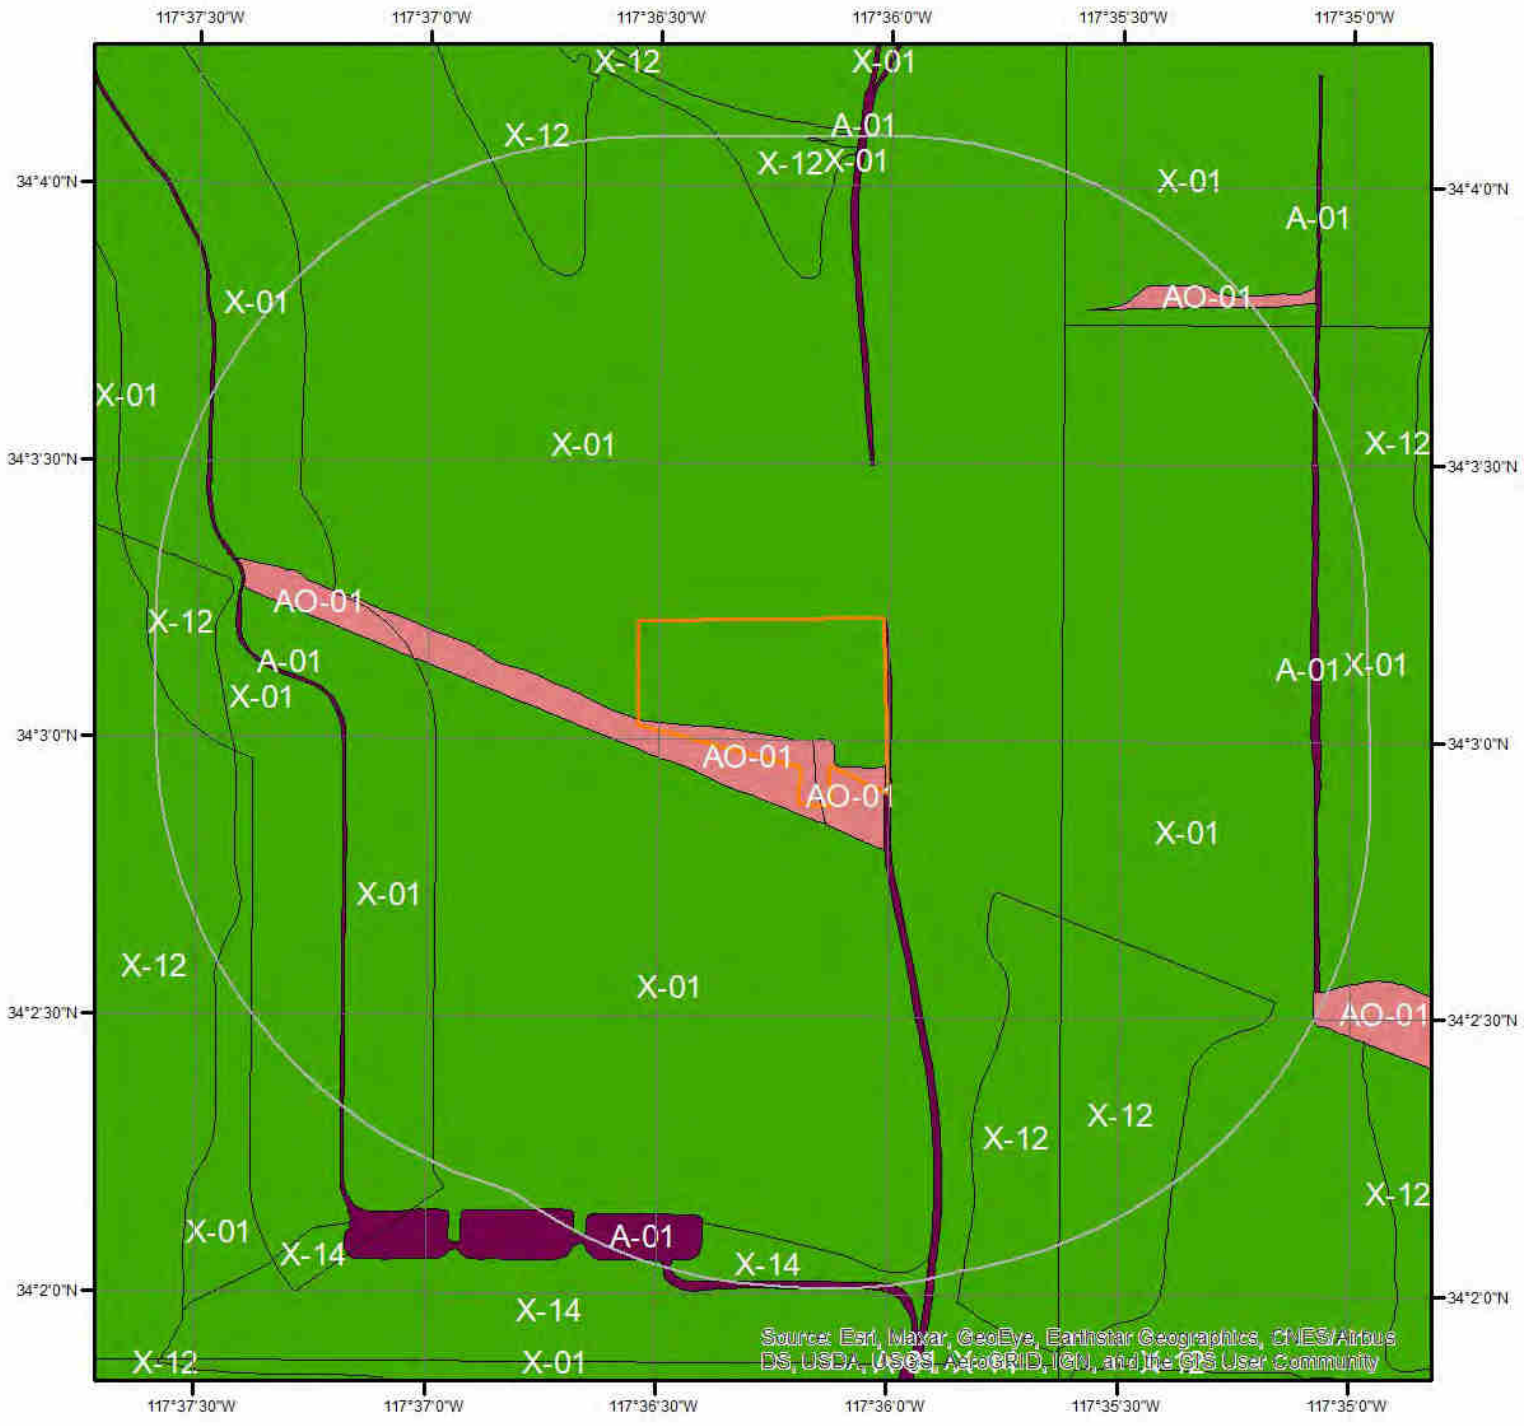 117°37'30"W 117°37'0"W 117°36'30"W 117°36'0"W 117°35'30"W 117°35'0"W
X-12 X-01
X-12 A-01
X-12 X-01
34°4'0"N X-01 34°4'0"N
A-01
X-01 AO-01
X-01
X-01 X-12
34°3'30"N 34°3'30"N
AO-01
X-12
A-01 A-01 X-01
X-01
34°3'0"N AO-01 34°3'0"N
AO-01
X-01
X-01
X-12 X-01
34°2'30"N AO-01 34°2'30"N
X-12 X-12
X-12
X-01 A-01
X-14 X-14
34°2'0"N 34°2'0"N
X-14
Source: Esri, Maxar, GeoEye, Earthstar Geographics, CNES/Airbus
X-12 X-01 DS, USDA, USGS, AeroGRID, IGN, and the GIS User Community
117°37'30"W 117°37'0"W 117°36'30"W 117°36'0"W 117°35'30"W 117°35'0"W